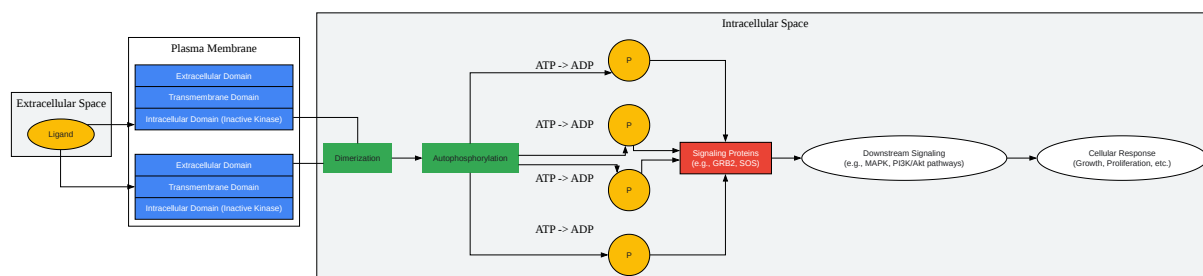 Intracellular Space
Plasma Membrane
Extracellular Space
Ligand
Extracellular Domain
Transmembrane Domain
Intracellular Domain (Inactive Kinase)
Extracellular Domain
Transmembrane Domain
Intracellular Domain (Inactive Kinase)
Dimerization
Autophosphorylation
ATP -> ADP
P
ATP -> ADP
P
ATP -> ADP
P
ATP -> ADP
P
Signaling Proteins
(e.g., GRB2, SOS)
Downstream Signaling
(e.g., MAPK, PI3K/Akt pathways)
Cellular Response
(Growth, Proliferation, etc.)